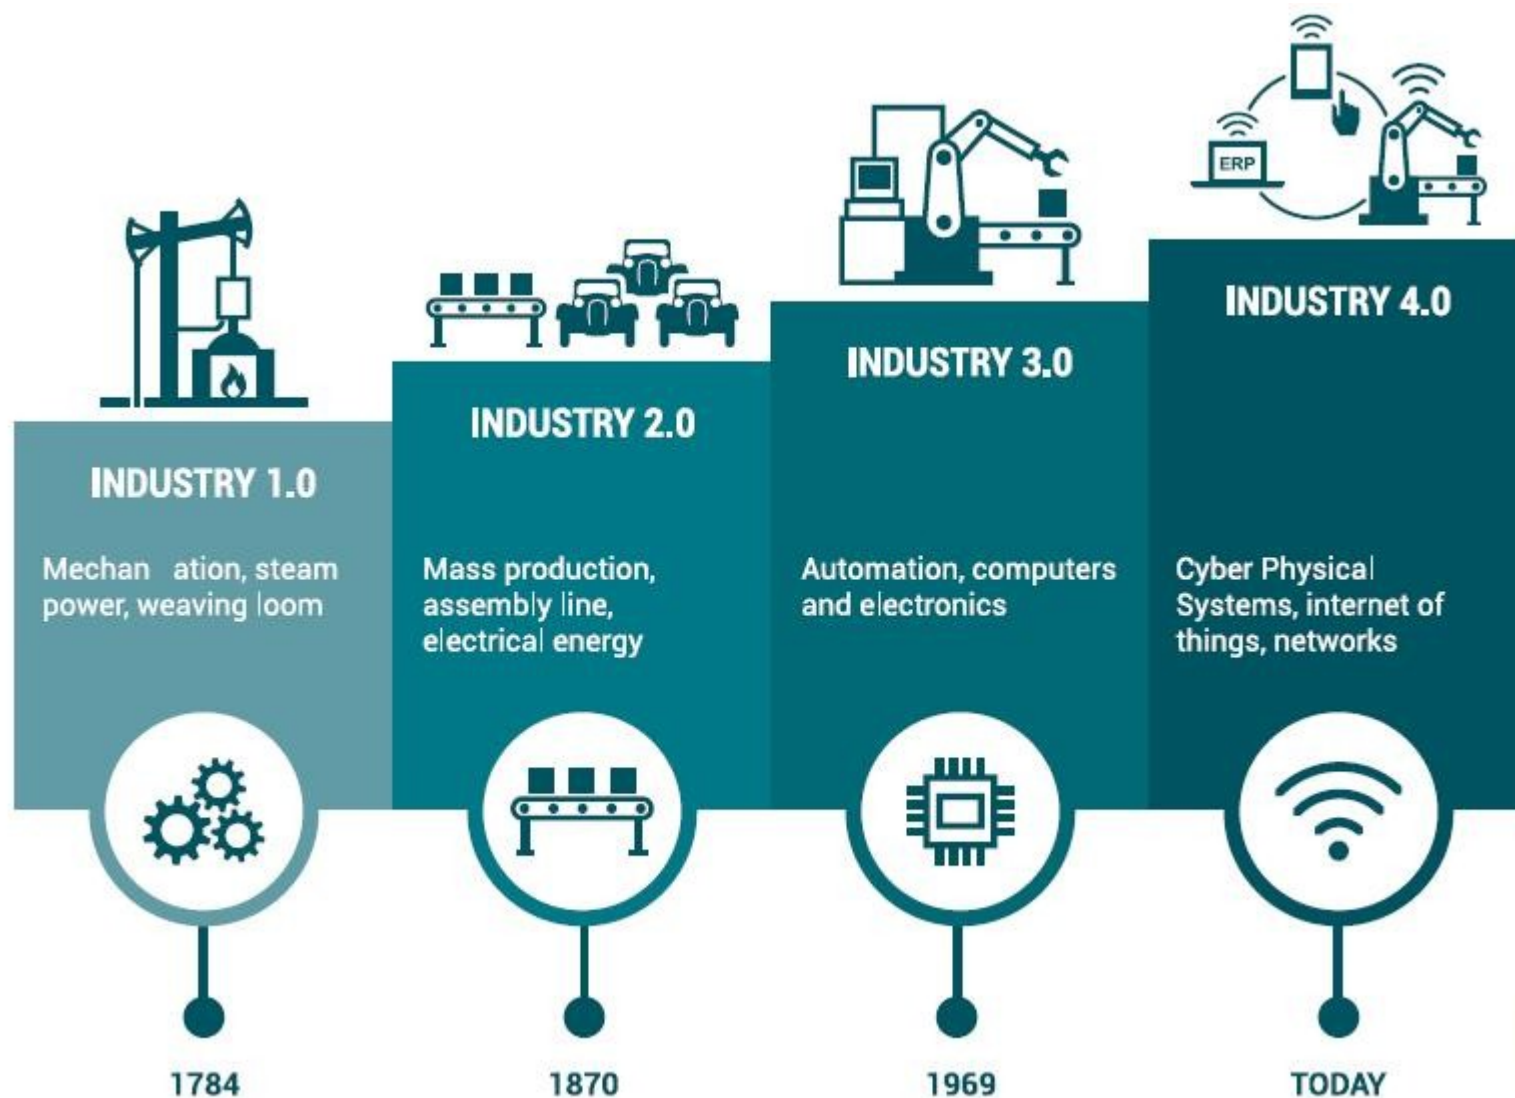 ERP
INDUSTRY 1.0
Mechan ation, steam
power, weaving loom
1784
INDUSTRY 2.0
Mass production,
assembly line,
electrical energy
1870
INDUSTRY 3.0
Automation, computers
and electronics
1969
INDUSTRY 4.0
Cyber Physical
Systems, internet of
things, networks
TODAY